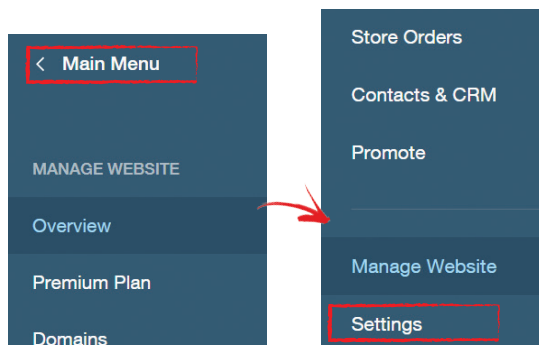 < Main Menu
MANAGE WEBSITE
Overview
Premium Plan
Domains
Store Orders
Contacts & CRM
Promote
Manage Website
Settings